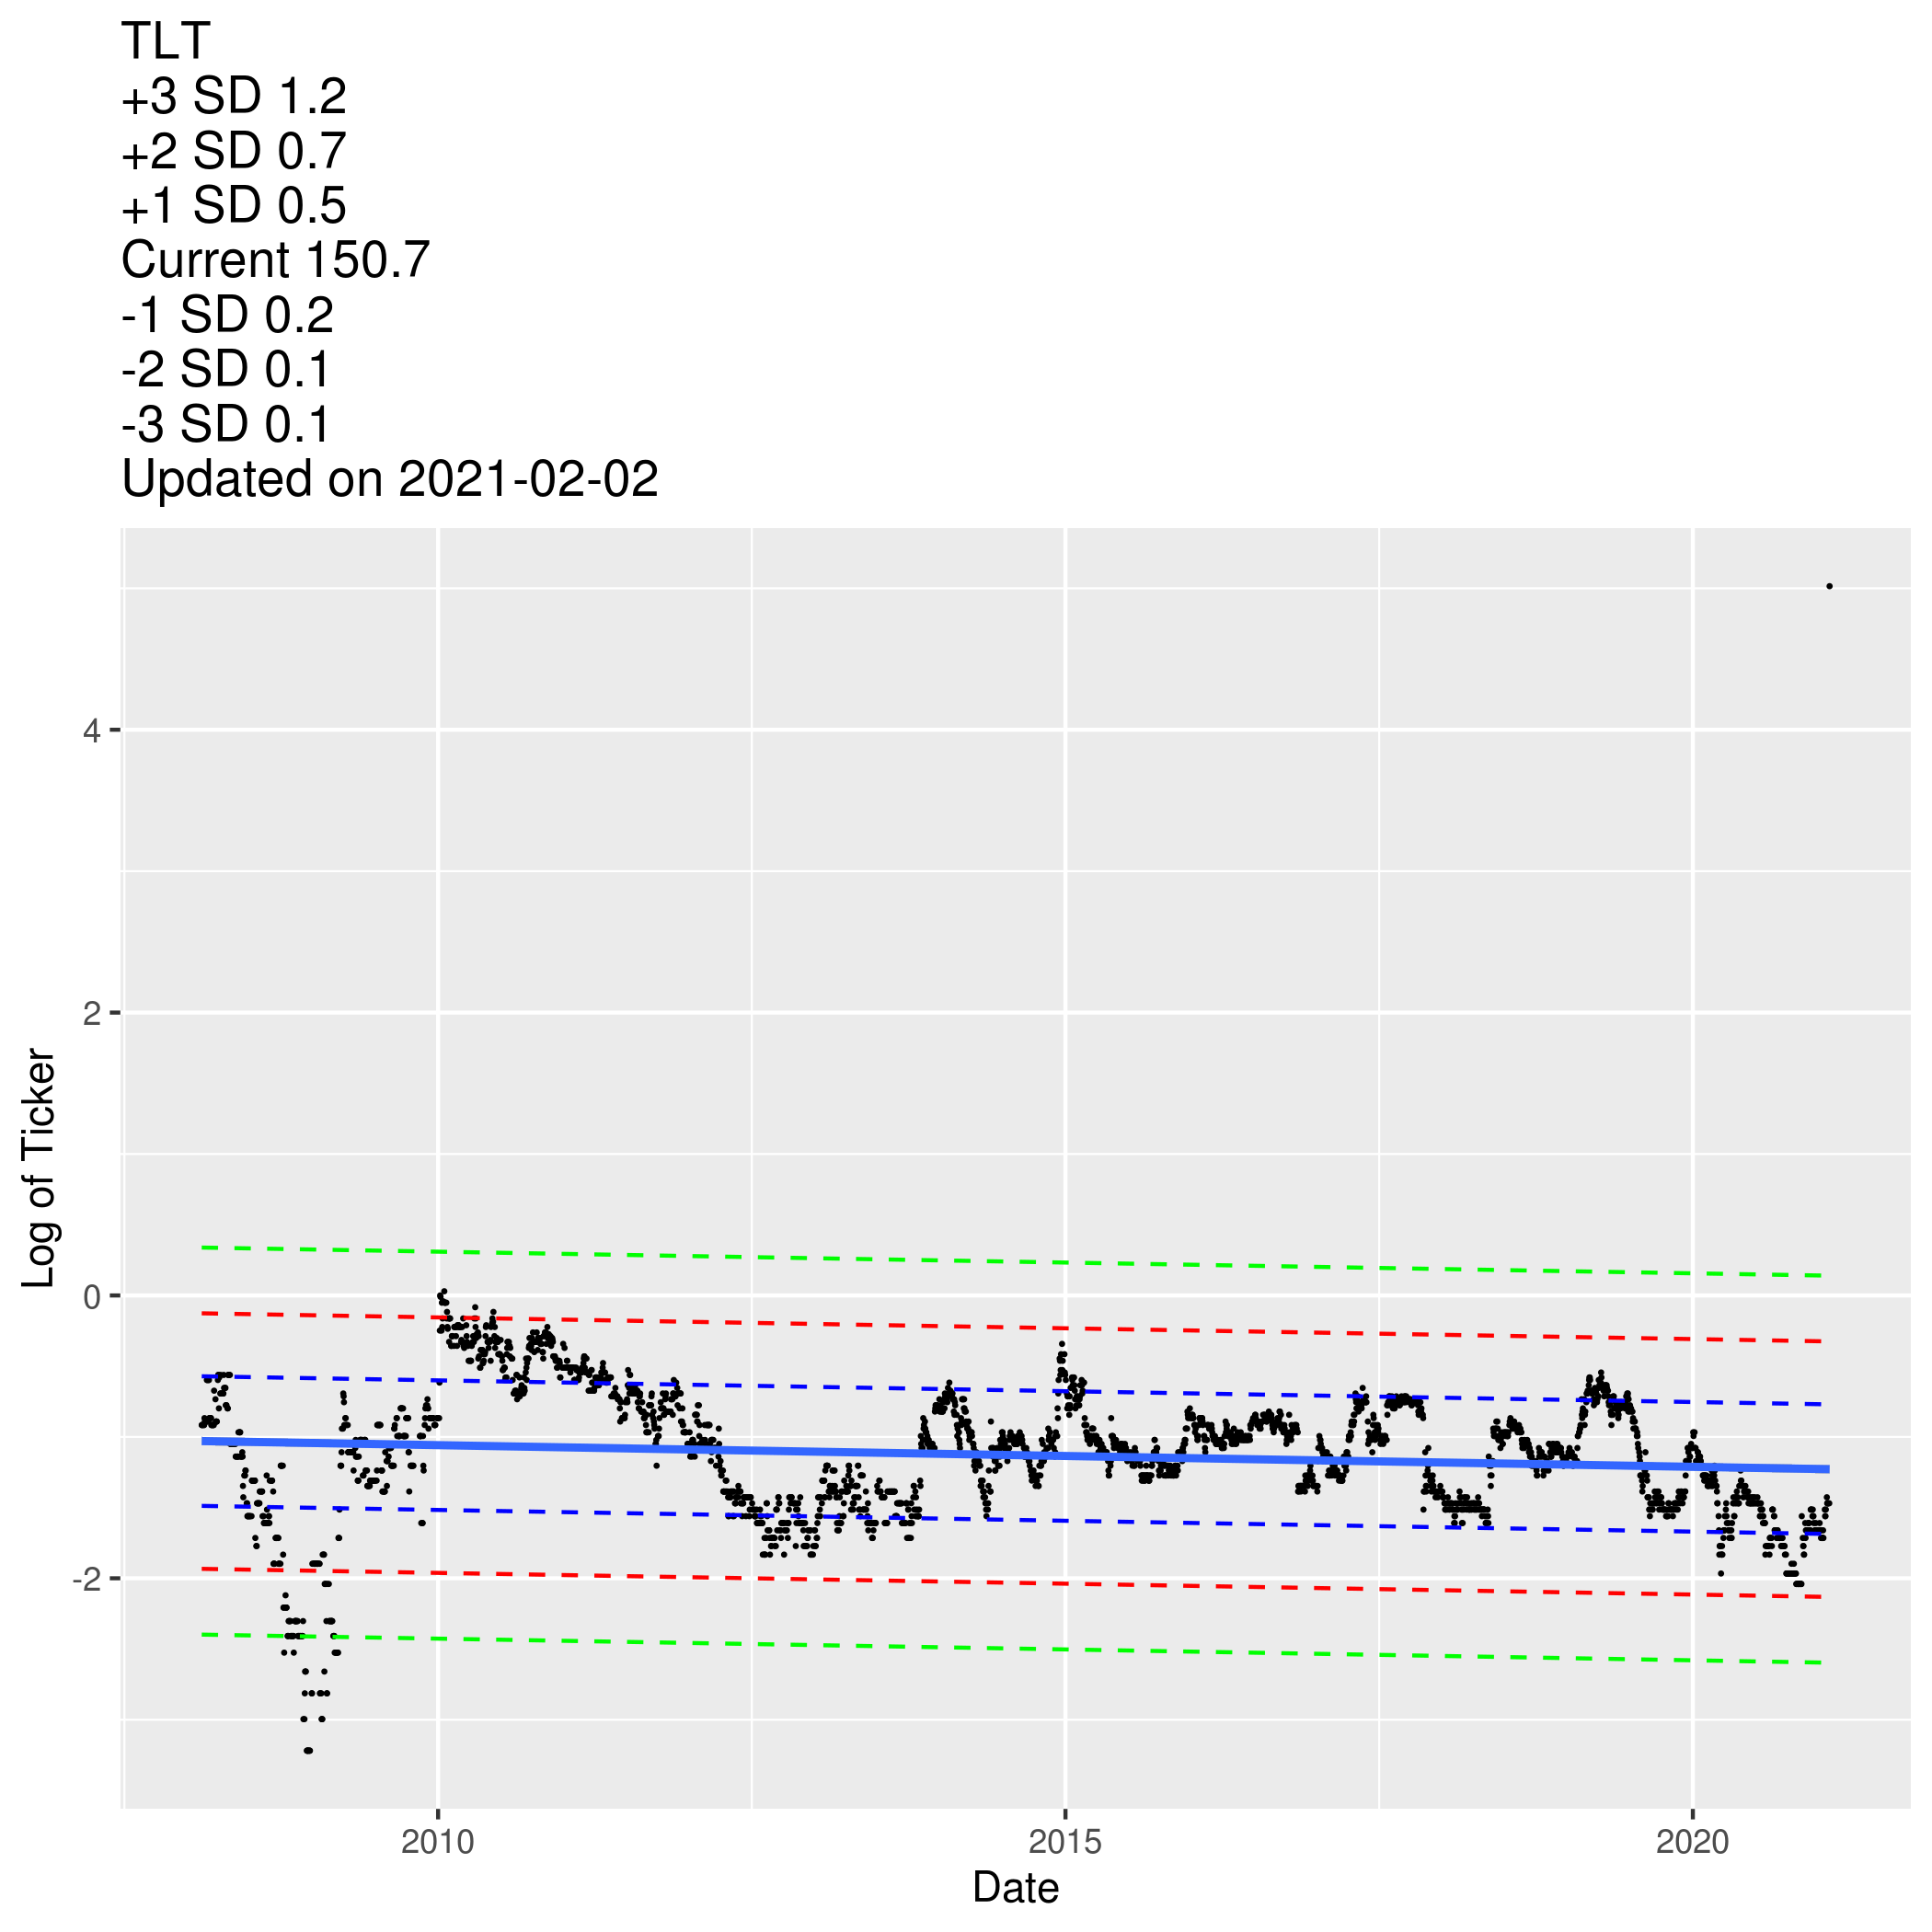 TLT
+3 SD 1.2
+2 SD 0.7
+1 SD 0.5
Current 150.7
-1 SD 0.2
-2 SD 0.1
-3 SD 0.1
Updated on 2021-02-02
4
2
0
-2
Log of Ticker
2010 2015 2020
Date